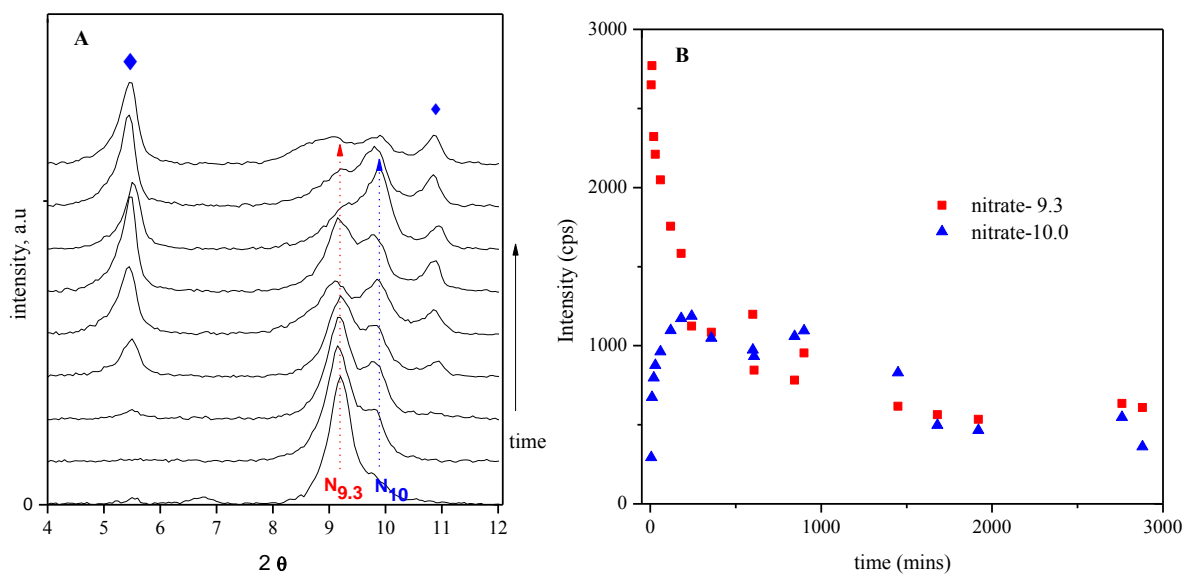 A
intensity, a.u
0
N9.3
N10
time
4 5 6 7 8 9 10 11 12
2 θ
B
Intensity (cps)
3000
2000
1000
0
nitrate- 9.3
nitrate-10.0
0 1000 2000 3000
time (mins)